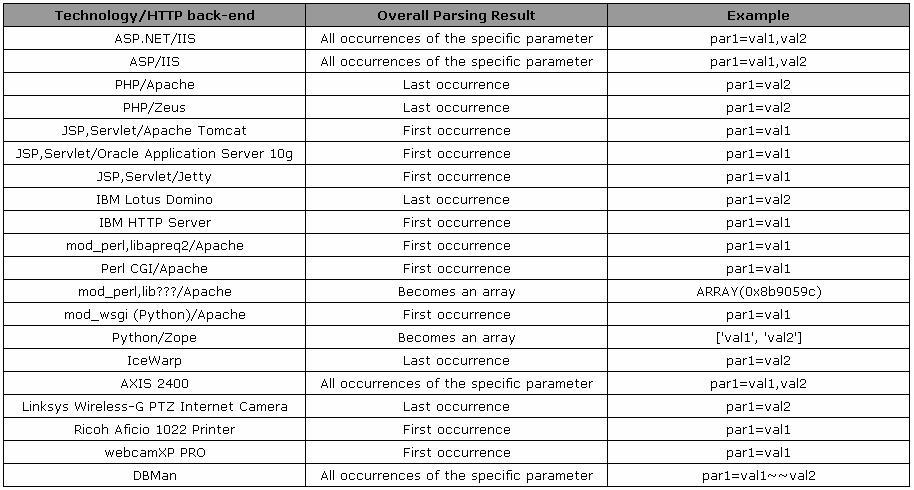 Technology/HTTP back-end Overall Parsing Result Example
ASP.NET/IIS All occurrences of the specific parameter par1=val1,val2
ASP/IIS All occurrences of the specific parameter par1=val1,val2
PHP/Apache Last occurrence par1=val2
PHP/Zeus Last occurrence par1=val2
JSP,Servlet/Apache Tomcat First occurrence par1=val1
JSP,Servlet/Oracle Application Server 10g First occurrence par1=val1
JSP,Servlet/Jetty First occurrence par1=val1
IBM Lotus Domino Last occurrence par1=val2
IBM HTTP Server First occurrence par1=val1
mod_perl,libapreq2/Apache First occurrence par1=val1
Perl CGI/Apache First occurrence par1=val1
mod_perl,lib???/Apache Becomes an array ARRAY(0x8b9059c)
mod_wsgi (Python)/Apache First occurrence par1=val1
Python/Zope Becomes an array ['val1', 'val2']
IceWarp Last occurrence par1=val2
AXIS 2400 All occurrences of the specific parameter par1=val1,val2
Linksys Wireless-G PTZ Internet Camera Last occurrence par1=val2
Ricoh Aficio 1022 Printer First occurrence par1=val1
webcamXP PRO First occurrence par1=val1
DBMan All occurrences of the specific parameter par1=val1~~val2